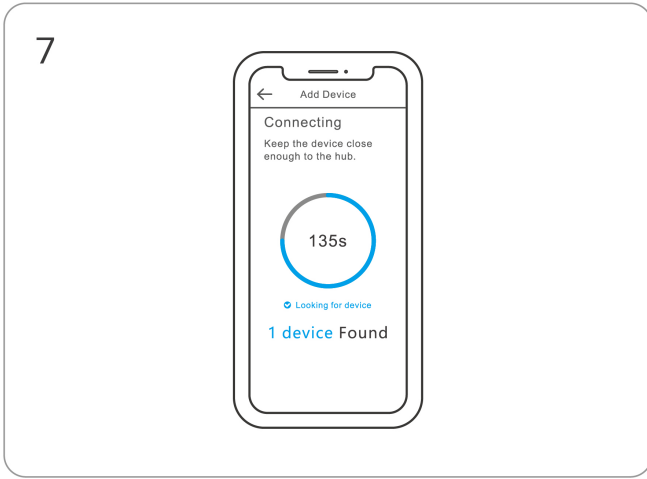 7
Add Device
Connecting
Keep the device close
enough to the hub.
135s
Looking for device
1 device Found